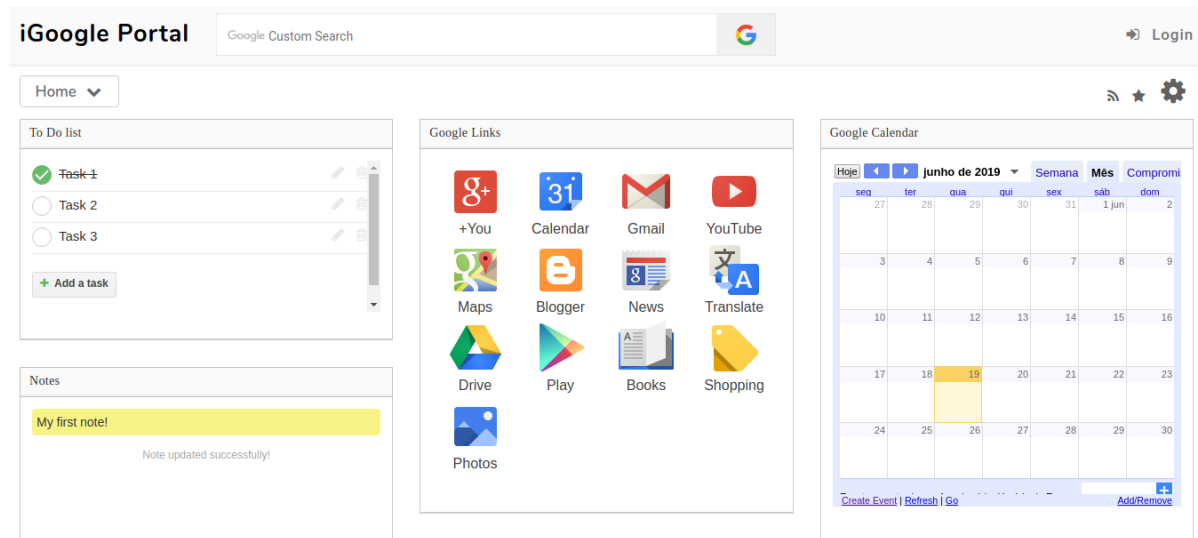 iGoogle Portal
Google Custom Search
Login
Home
To Do list
Task 1
Task 2
Task 3
+ Add a task
Notes
My first note!
Note updated successfully!
Google Links
+You Calendar Gmail YouTube
Maps Blogger News Translate
Drive Play Books Shopping
Photos
Google Calendar
Hoje junho de 2019 Semana Mês Compromi
seg ter qua qui sex sáb dom
27 28 29 30 31 1 jun 2
3 4 5 6 7 8 9
10 11 12 13 14 15 16
17 18 19 20 21 22 23
24 25 26 27 28 29 30
Create Event | Refresh | Go Add/Remove